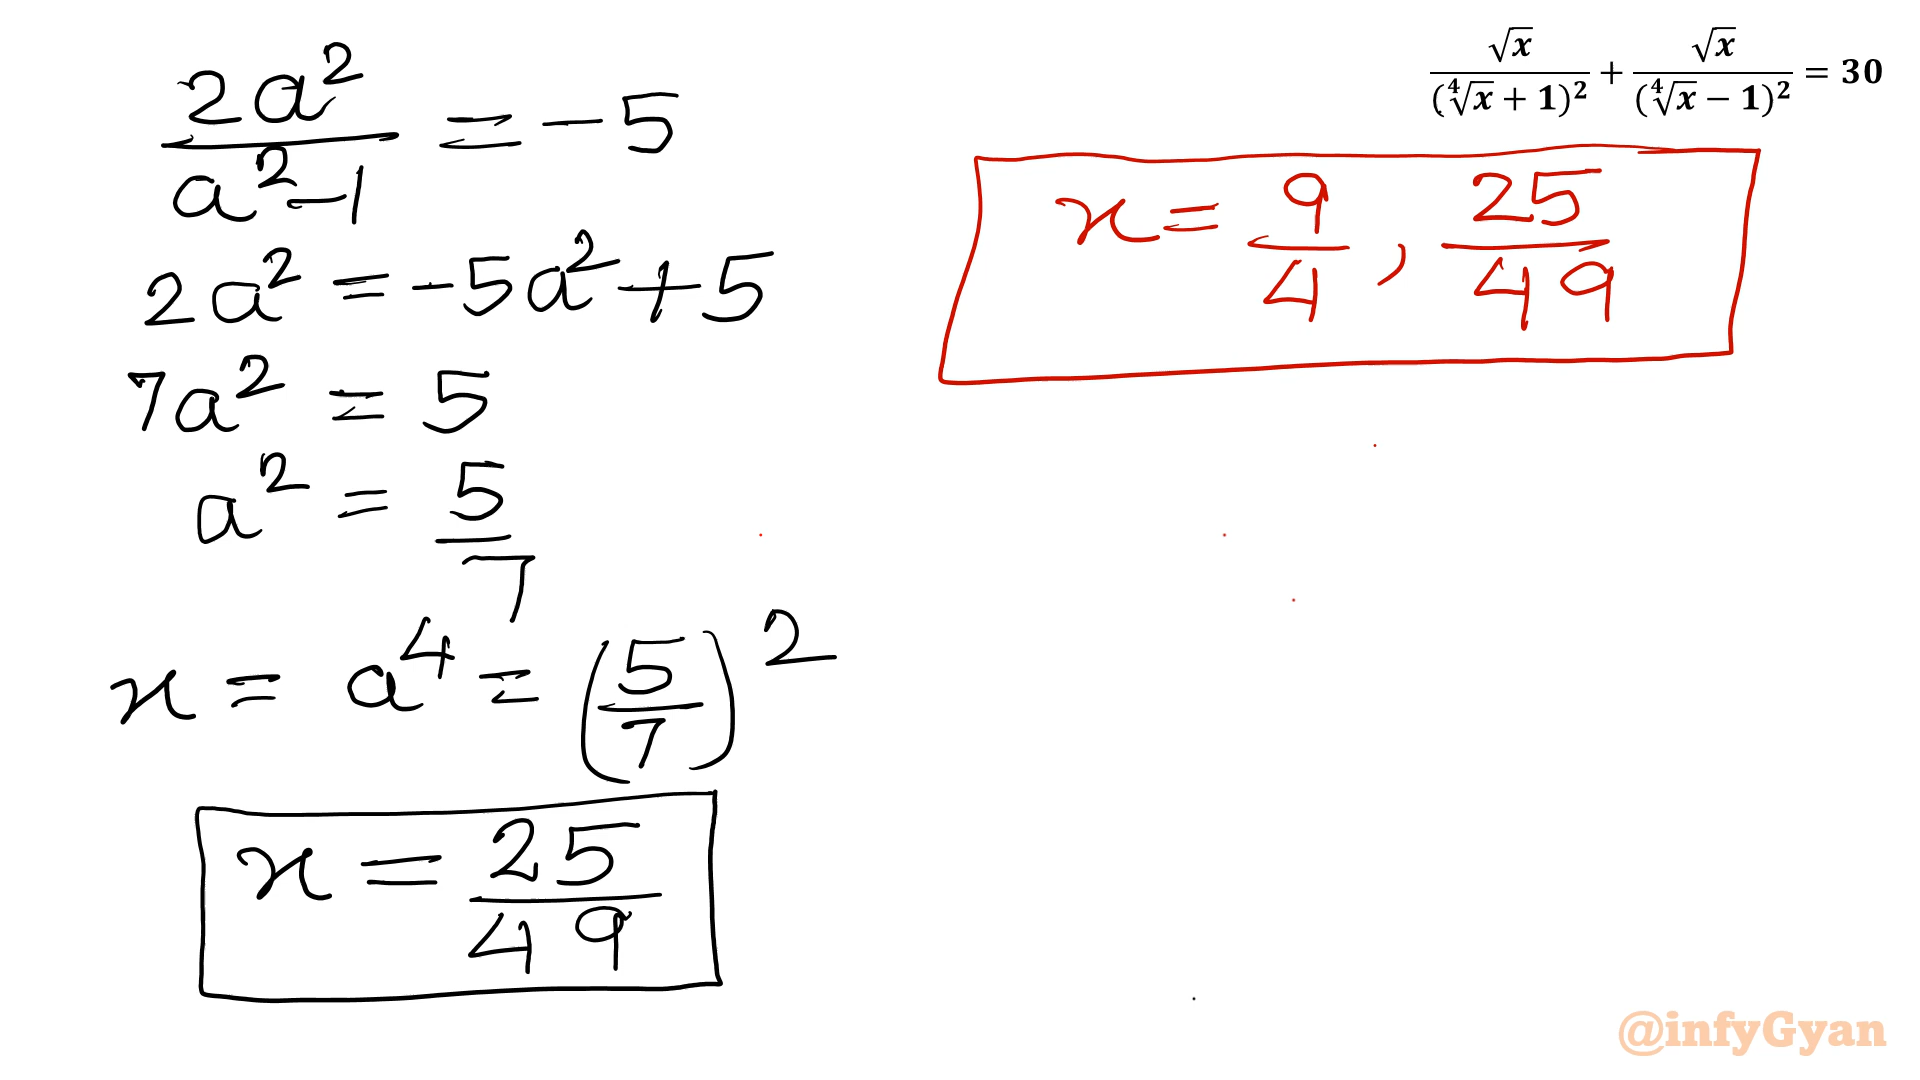 2a²/(a²-1) = -5
2a² = -5a² + 5
7a² = 5
a² = 5/7
x = a⁴ = (5/7)²
x = 25/49
√x/(∜x + 1)² + √x/(∜x − 1)² = 30
x = 9/4 , 25/49
@infyGyan